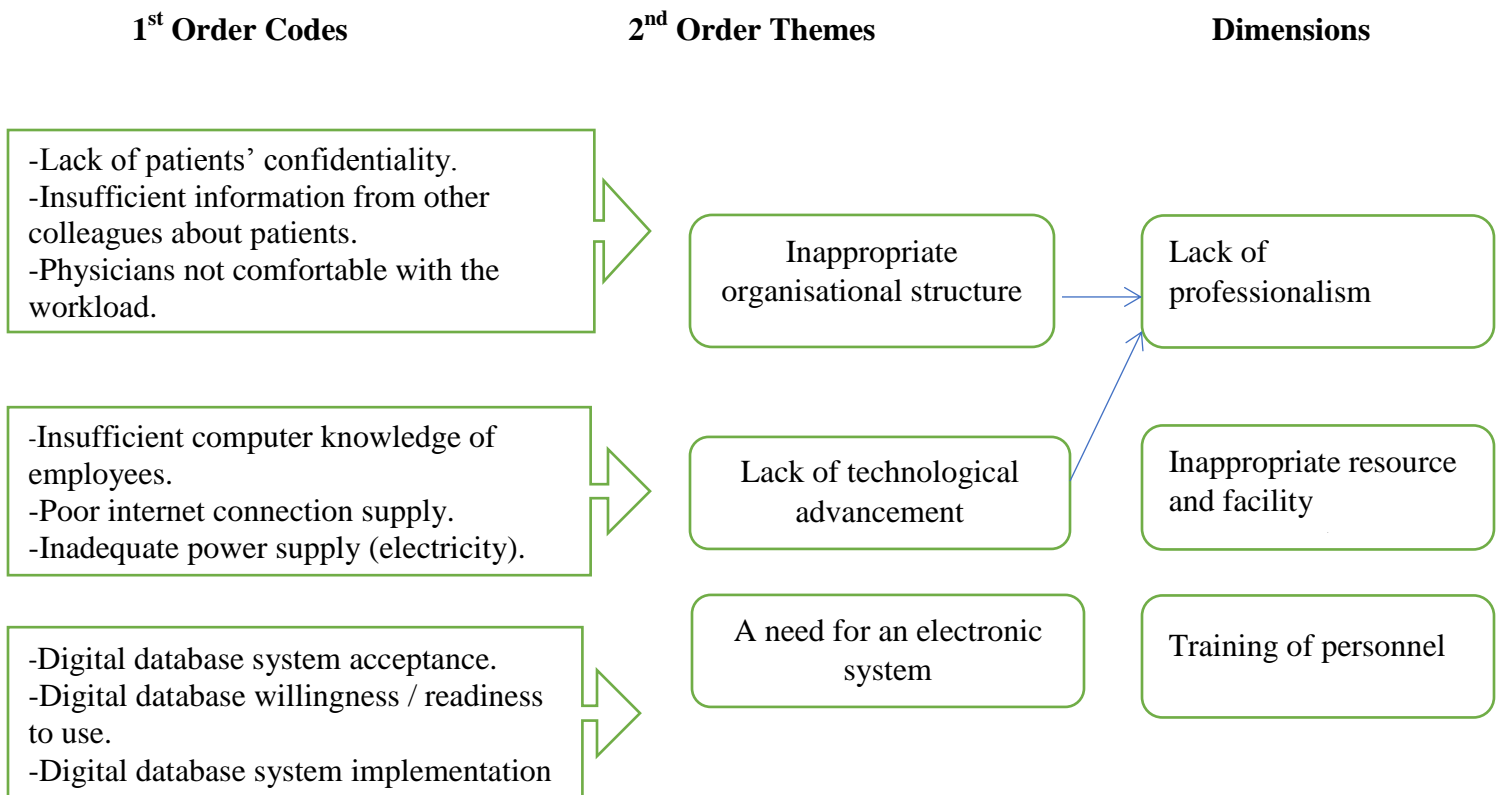 1st Order Codes
2nd Order Themes
Dimensions
-Lack of patients’ confidentiality.
-Insufficient information from other
colleagues about patients.
-Physicians not comfortable with the
workload.
Inappropriate
organisational structure
Lack of
professionalism
-Insufficient computer knowledge of
employees.
-Poor internet connection supply.
-Inadequate power supply (electricity).
Lack of technological
advancement
Inappropriate resource
and facility
-Digital database system acceptance.
-Digital database willingness / readiness
to use.
-Digital database system implementation
A need for an electronic
system
Training of personnel